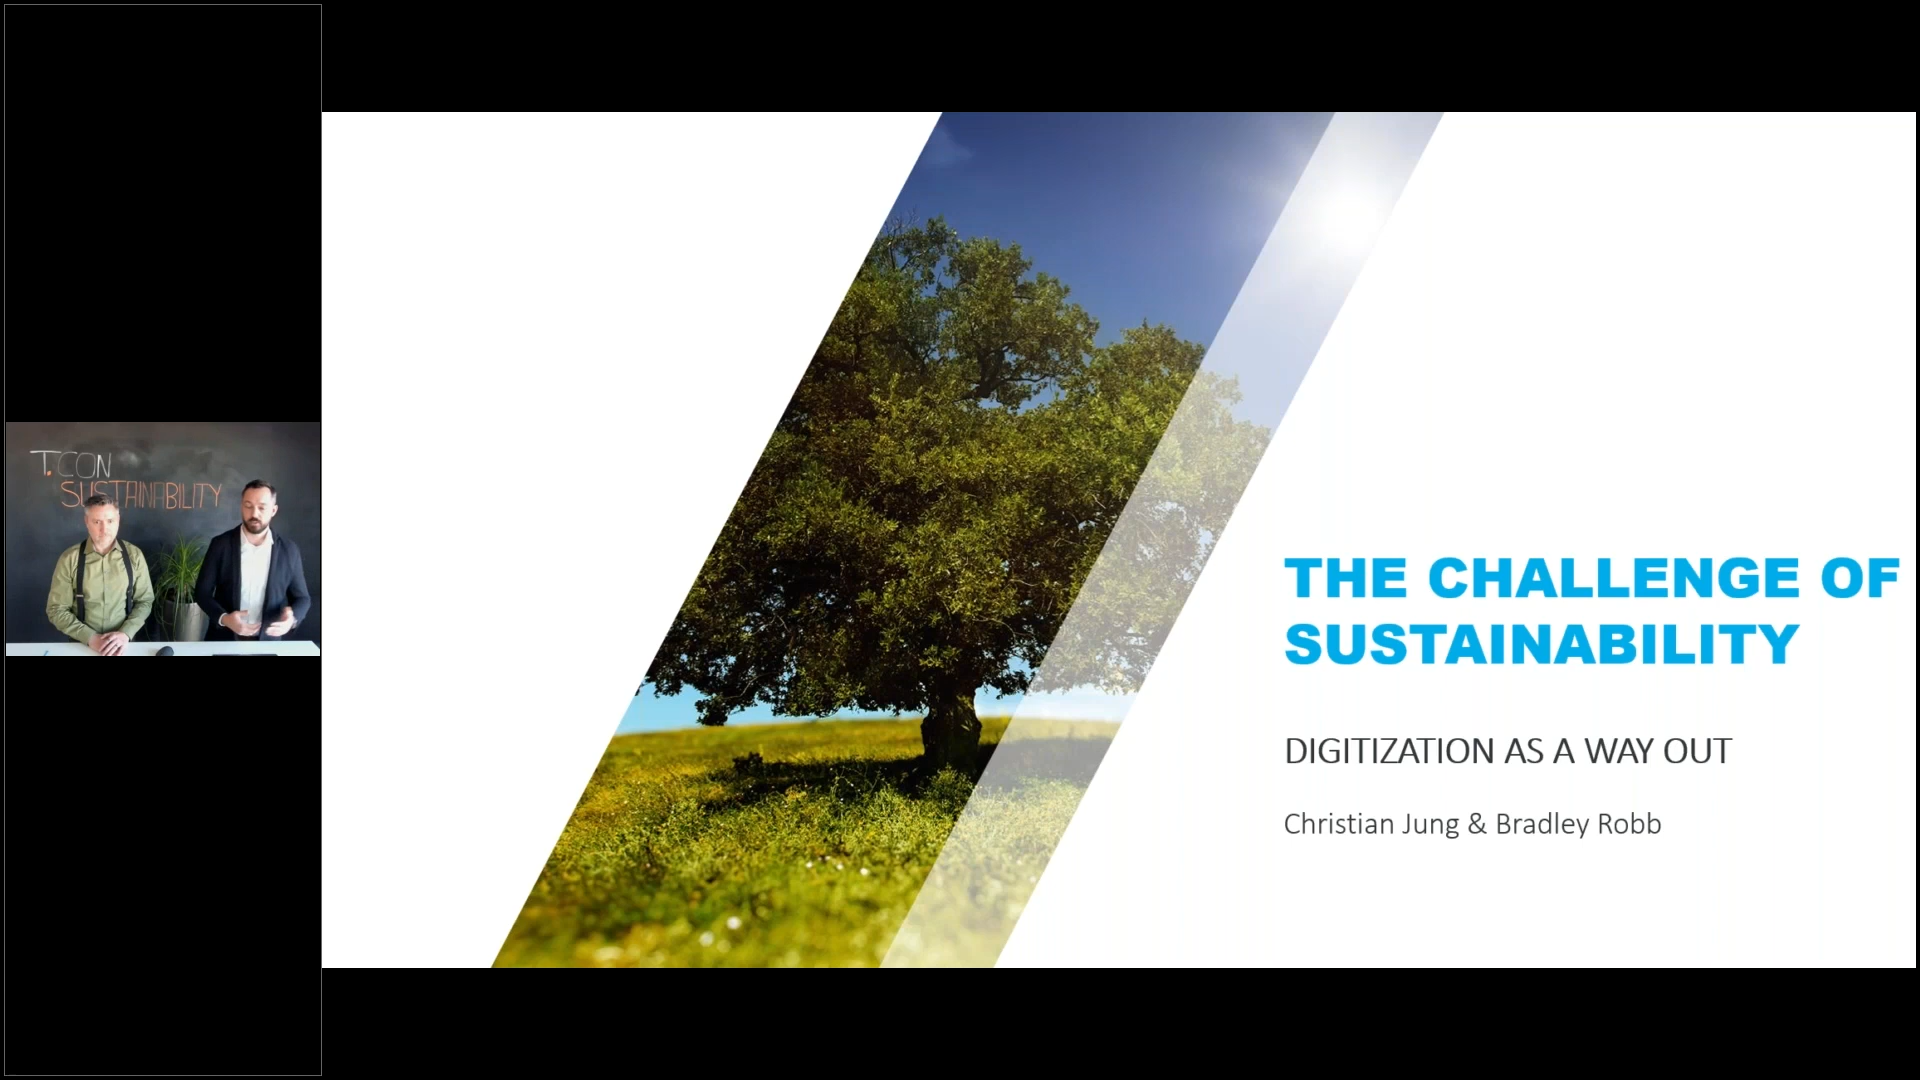 T.CON
SUSTAINABILITY
THE CHALLENGE OF
SUSTAINABILITY
DIGITIZATION AS A WAY OUT
Christian Jung & Bradley Robb